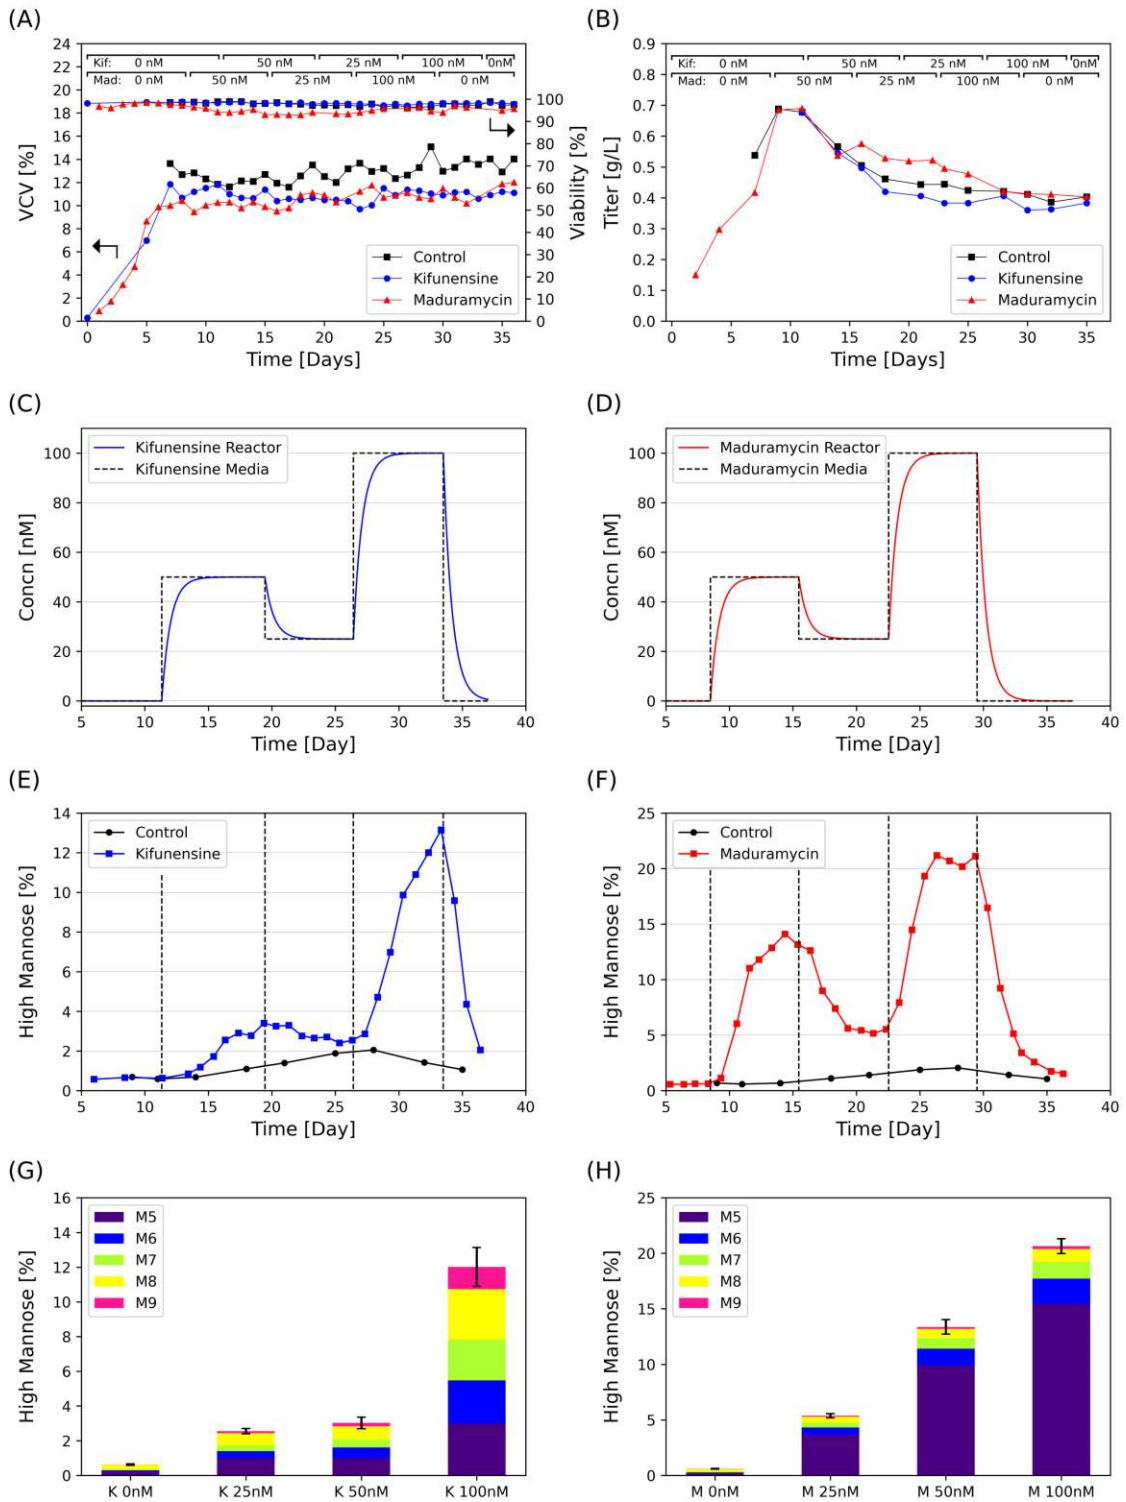 (A)
24
22
20
18
16
14
12
10
8
6
4
2
0
VCV [%]
Kif: 0 nM 50 nM 25 nM 100 nM 0nM
Mad: 0 nM 50 nM 25 nM 100 nM 0 nM
100
90
80
70
60
50
40
30
20
10
0
Viability [%]
Control
Kifunensine
Maduramycin
0 5 10 15 20 25 30 35
Time [Days]
(B)
0.9
0.8
0.7
0.6
0.5
0.4
0.3
0.2
0.1
0.0
Titer [g/L]
Kif: 0 nM 50 nM 25 nM 100 nM 0nM
Mad: 0 nM 50 nM 25 nM 100 nM 0 nM
Control
Kifunensine
Maduramycin
0 5 10 15 20 25 30 35
Time [Days]
(C)
100
80
60
40
20
0
Concn [nM]
Kifunensine Reactor
Kifunensine Media
5 10 15 20 25 30 35 40
Time [Day]
(D)
100
80
60
40
20
0
Concn [nM]
Maduramycin Reactor
Maduramycin Media
5 10 15 20 25 30 35 40
Time [Day]
(E)
14
12
10
8
6
4
2
0
High Mannose [%]
Control
Kifunensine
5 10 15 20 25 30 35 40
Time [Day]
(F)
25
20
15
10
5
0
High Mannose [%]
Control
Maduramycin
5 10 15 20 25 30 35 40
Time [Day]
(G)
16
14
12
10
8
6
4
2
0
High Mannose [%]
M5
M6
M7
M8
M9
K 0nM K 25nM K 50nM K 100nM
(H)
25
20
15
10
5
0
High Mannose [%]
M5
M6
M7
M8
M9
M 0nM M 25nM M 50nM M 100nM